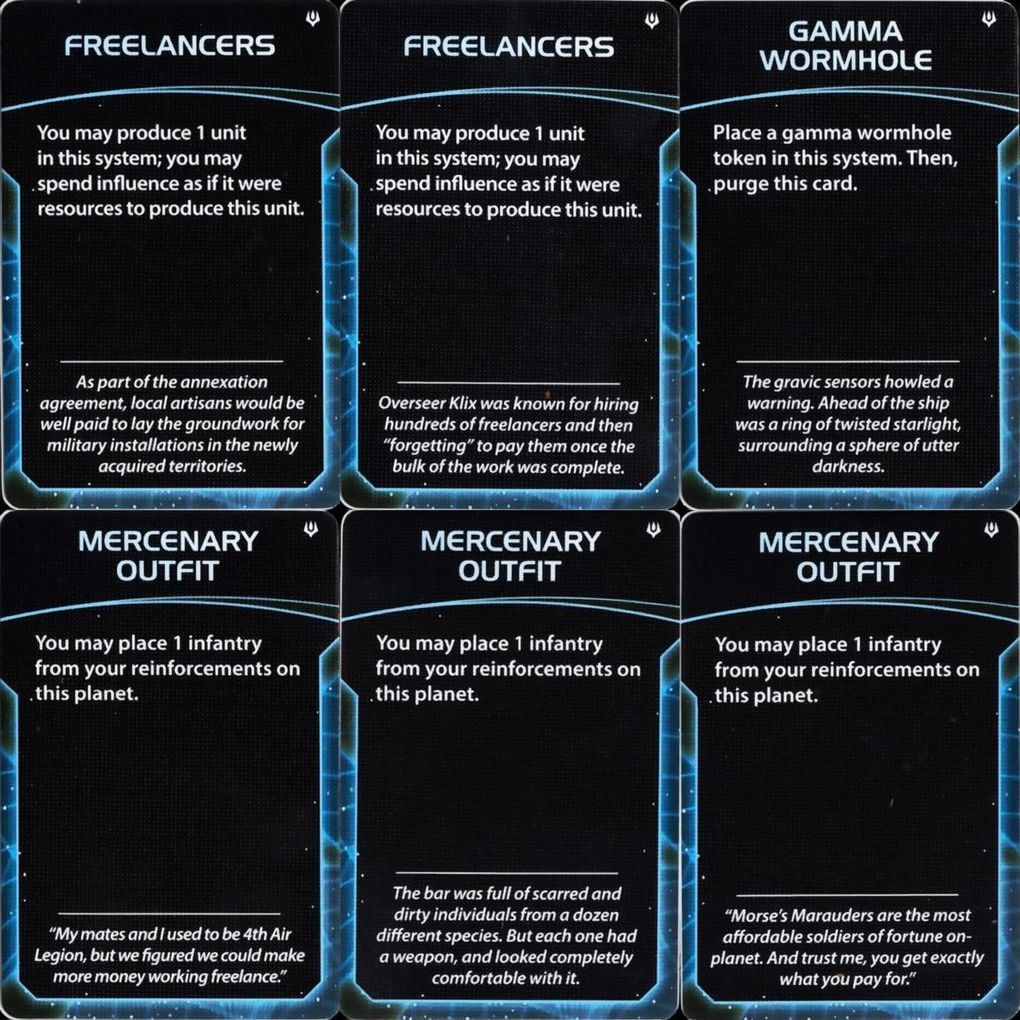 FREELANCERS
You may produce 1 unit
in this system; you may
spend influence as if it were
resources to produce this unit.
As part of the annexation
agreement, local artisans would be
well paid to lay the groundwork for
military installations in the newly
acquired territories.
FREELANCERS
You may produce 1 unit
in this system; you may
spend influence as if it were
resources to produce this unit.
Overseer Klix was known for hiring
hundreds of freelancers and then
“forgetting” to pay them once the
bulk of the work was complete.
GAMMA
WORMHOLE
Place a gamma wormhole
token in this system. Then,
purge this card.
The gravic sensors howled a
warning. Ahead of the ship
was a ring of twisted starlight,
surrounding a sphere of utter
darkness.
MERCENARY
OUTFIT
You may place 1 infantry
from your reinforcements on
this planet.
“My mates and I used to be 4th Air
Legion, but we figured we could make
more money working freelance.”
MERCENARY
OUTFIT
You may place 1 infantry
from your reinforcements on
this planet.
The bar was full of scarred and
dirty individuals from a dozen
different species. But each one had
a weapon, and looked completely
comfortable with it.
MERCENARY
OUTFIT
You may place 1 infantry
from your reinforcements on
this planet.
“Morse’s Marauders are the most
affordable soldiers of fortune on-
planet. And trust me, you get exactly
what you pay for.”